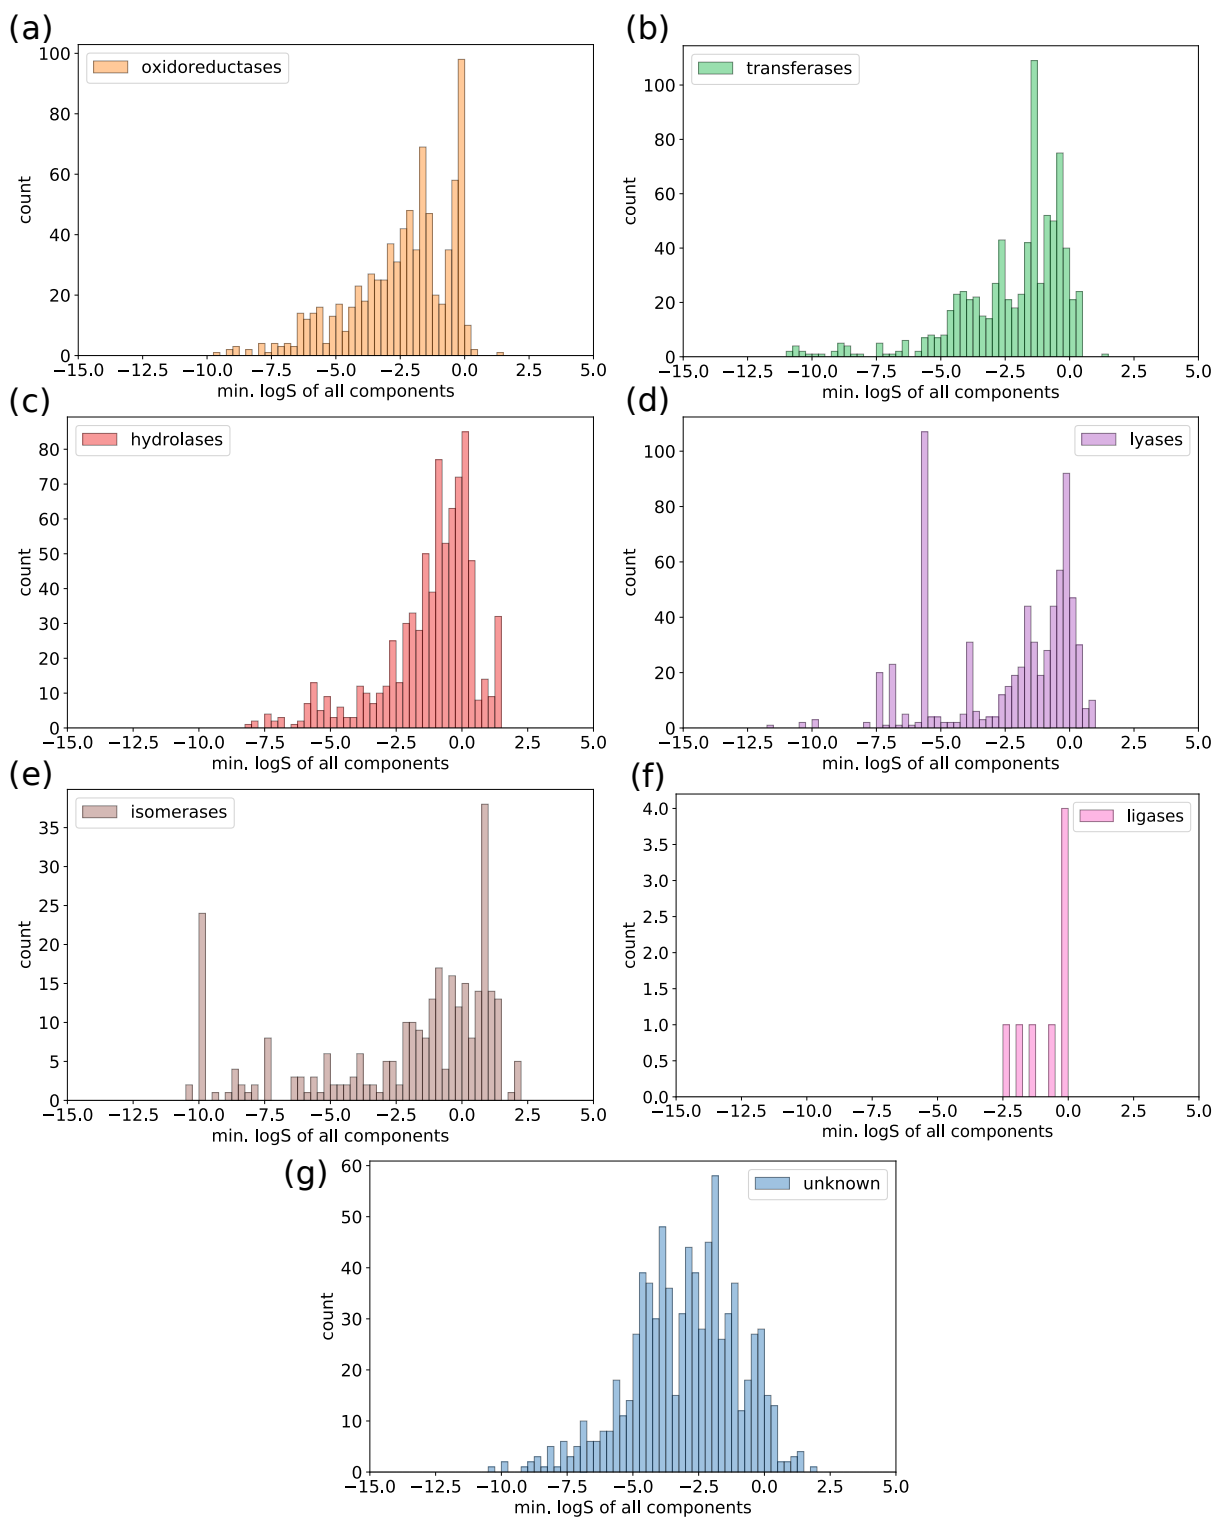 (a)
oxidoreductases
100
80
60
40
20
0
count
−15.0 −12.5 −10.0 −7.5 −5.0 −2.5 0.0 2.5 5.0
min. logS of all components
(b)
transferases
100
80
60
40
20
0
count
−15.0 −12.5 −10.0 −7.5 −5.0 −2.5 0.0 2.5 5.0
min. logS of all components
(c)
hydrolases
80
70
60
50
40
30
20
10
0
count
−15.0 −12.5 −10.0 −7.5 −5.0 −2.5 0.0 2.5 5.0
min. logS of all components
(d)
lyases
100
80
60
40
20
0
count
−15.0 −12.5 −10.0 −7.5 −5.0 −2.5 0.0 2.5 5.0
min. logS of all components
(e)
isomerases
35
30
25
20
15
10
5
0
count
−15.0 −12.5 −10.0 −7.5 −5.0 −2.5 0.0 2.5 5.0
min. logS of all components
(f)
ligases
4.0
3.5
3.0
2.5
2.0
1.5
1.0
0.5
0.0
count
−15.0 −12.5 −10.0 −7.5 −5.0 −2.5 0.0 2.5 5.0
min. logS of all components
(g)
unknown
60
50
40
30
20
10
0
count
−15.0 −12.5 −10.0 −7.5 −5.0 −2.5 0.0 2.5 5.0
min. logS of all components